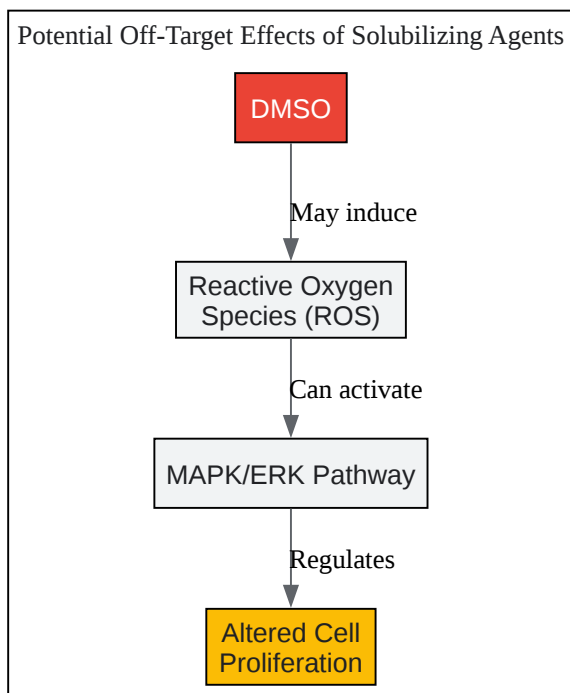 Potential Off-Target Effects of Solubilizing Agents
DMSO
May induce
Reactive Oxygen
Species (ROS)
Can activate
MAPK/ERK Pathway
Regulates
Altered Cell
Proliferation